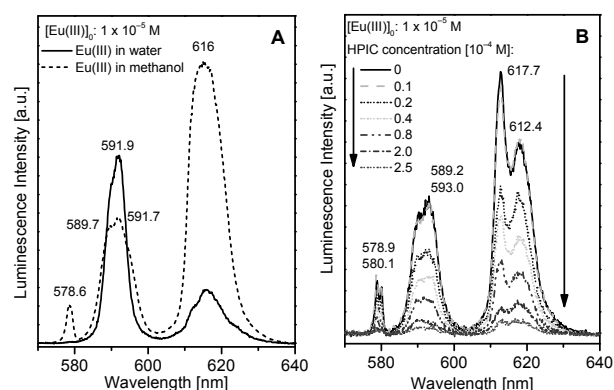 [Eu(III)]0: 1 x 10-5 M
A
Eu(III) in water
Eu(III) in methanol
616
591.9
589.7
591.7
578.6
Luminescence Intensity [a.u.]
580 600 620 640
Wavelength [nm]
[Eu(III)]0: 1 x 10-5 M
B
HPIC concentration [10-4 M]:
0
0.1
0.2
0.4
0.8
2.0
2.5
617.7
612.4
589.2
593.0
578.9
580.1
Luminescence Intensity [a.u.]
580 600 620 640
Wavelength [nm]